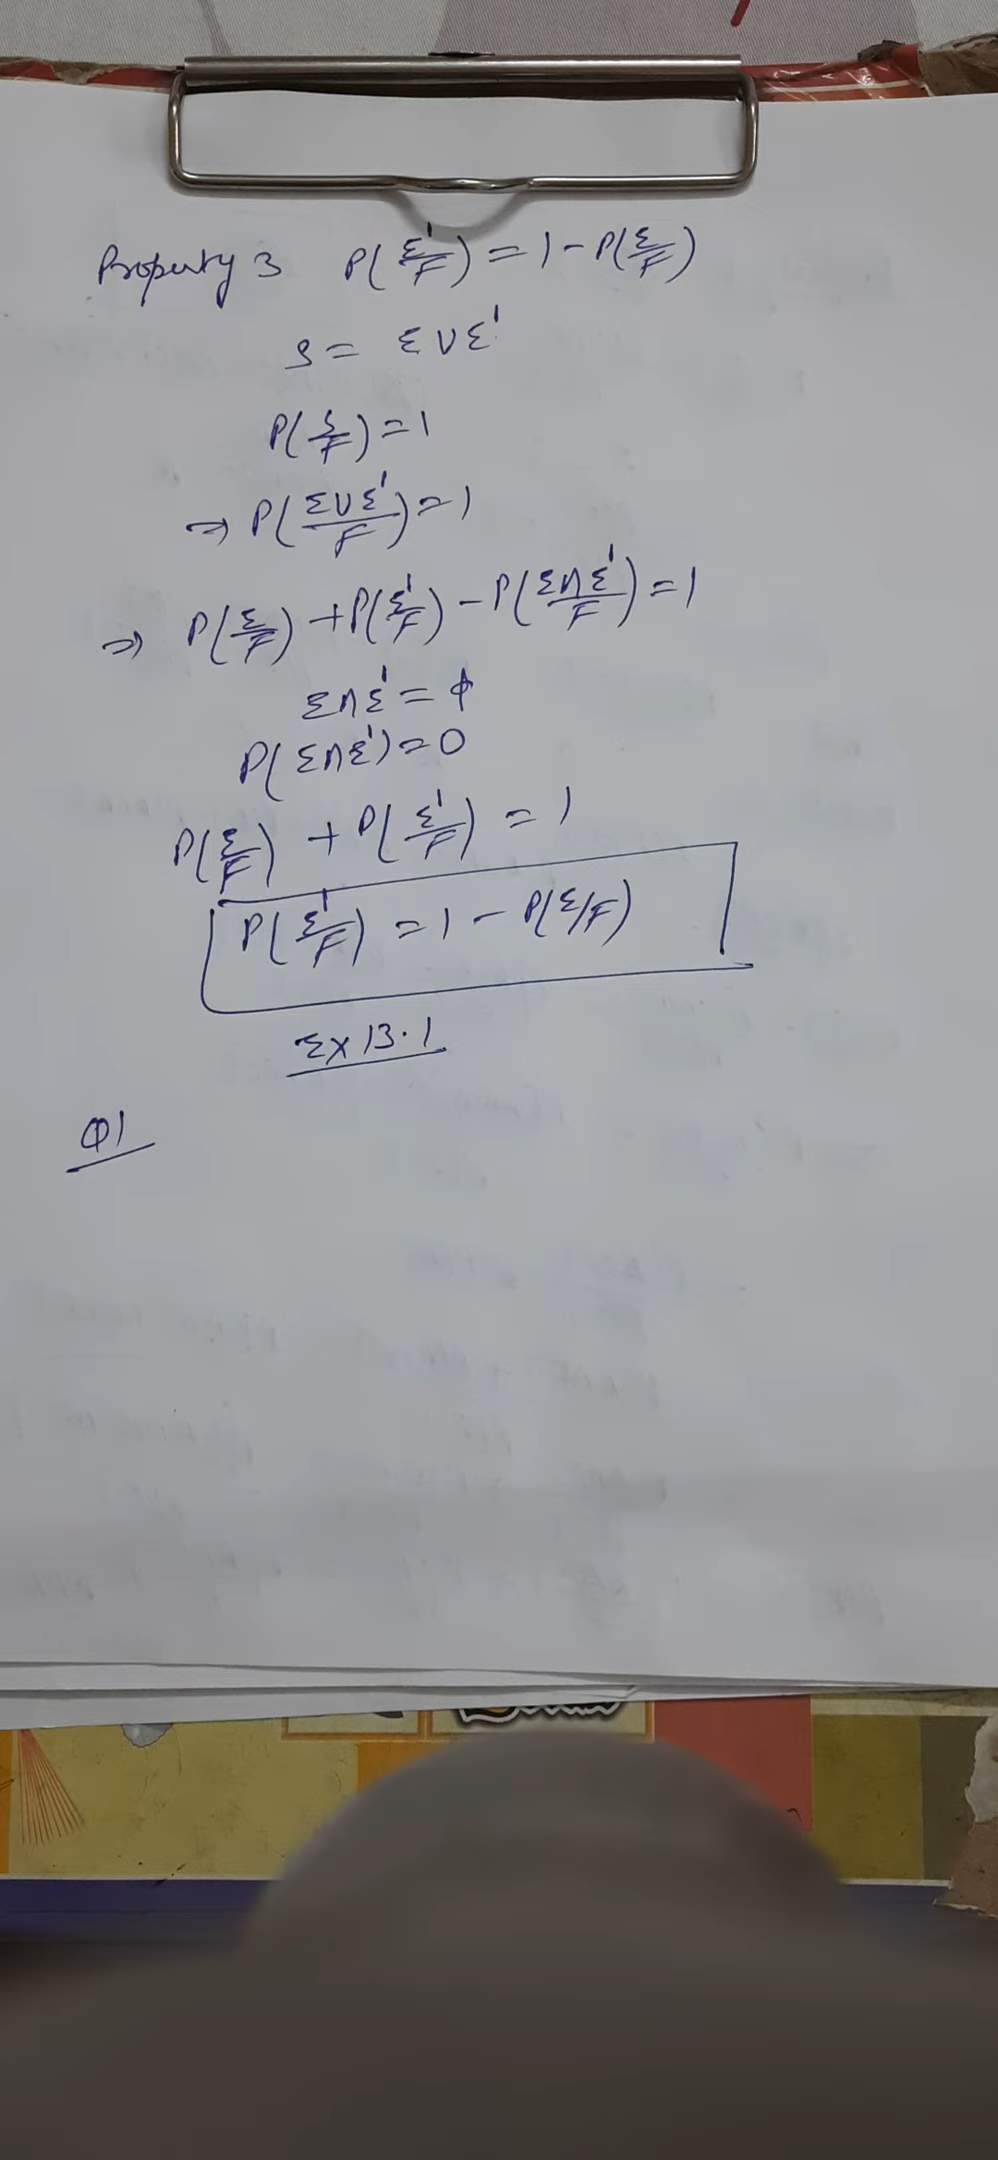 Property 3 P(E'/F) = 1 - P(E/F)
S = E ∪ E'
P(S/F) = 1
⇒ P(E∪E'/F) = 1
⇒ P(E/F) + P(E'/F) - P(E∩E'/F) = 1
E∩E' = ϕ
P(E∩E') = 0
P(E/F) + P(E'/F) = 1
P(E'/F) = 1 - P(E/F)
Ex 13.1
Q1